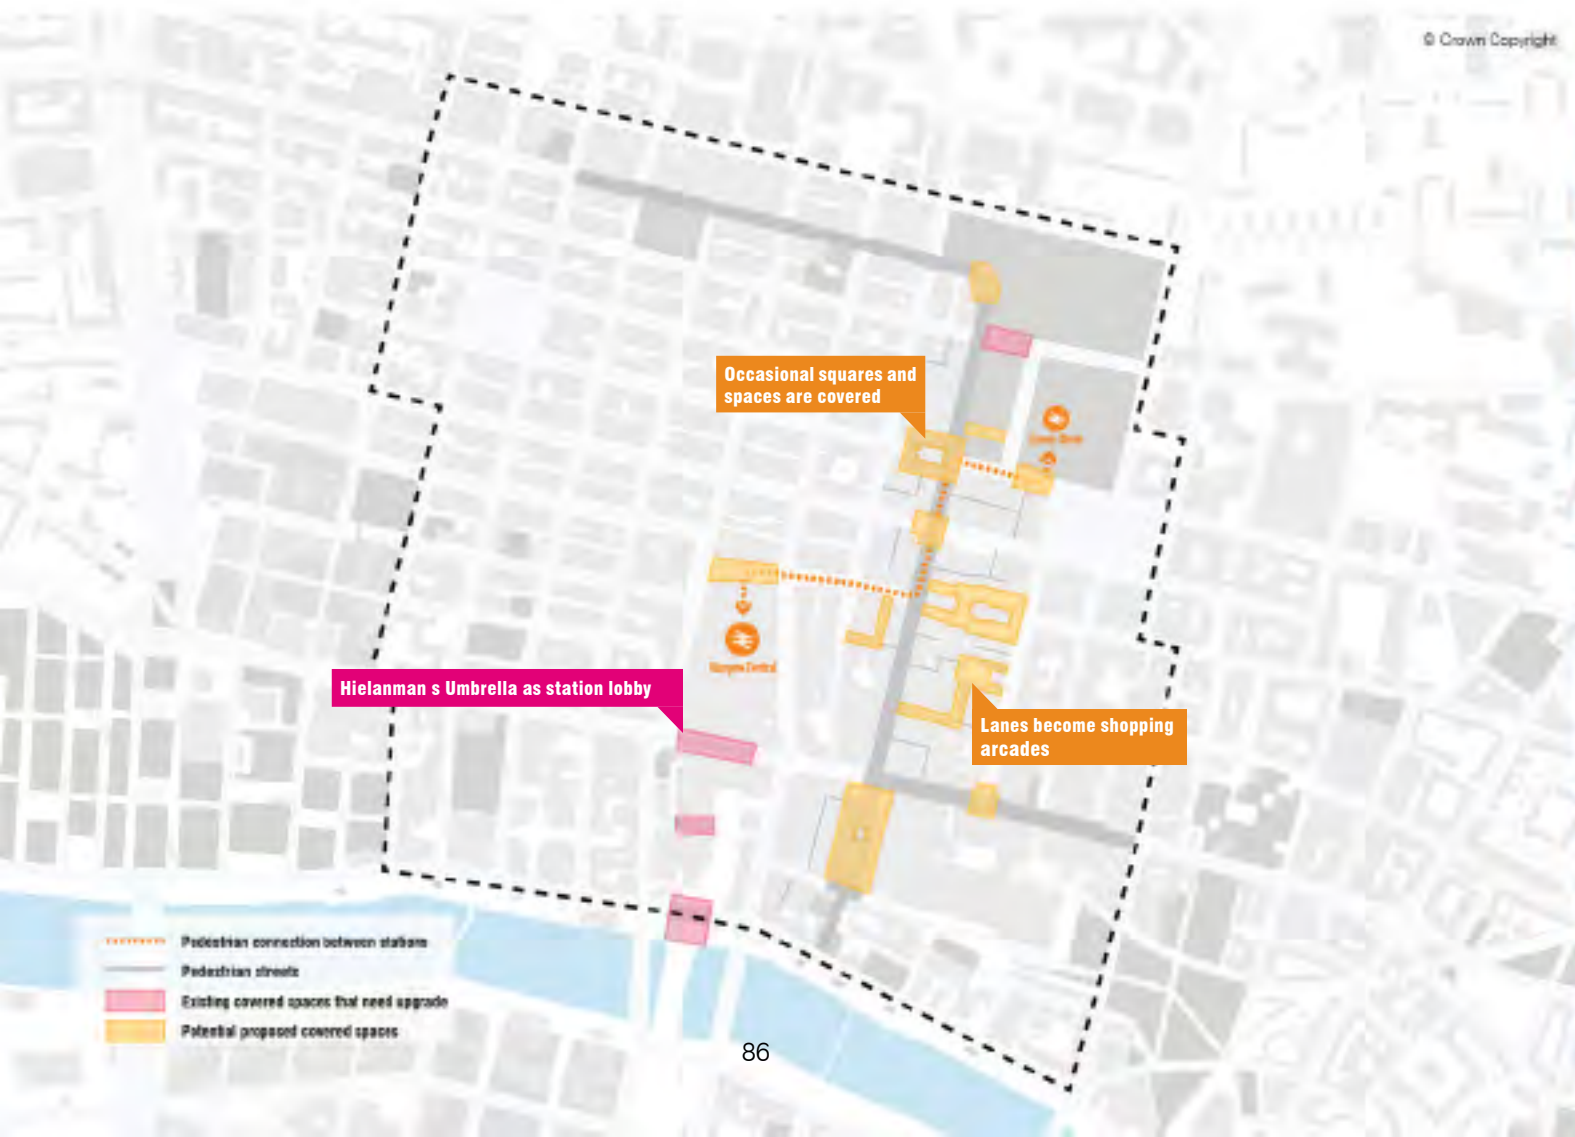 © Crown Copyright
Occasional squares and
spaces are covered
Hielanman s Umbrella as station lobby
Lanes become shopping
arcades
Pedestrian connection between stations
Pedestrian streets
Existing covered spaces that need upgrade
Potential proposed covered spaces
86